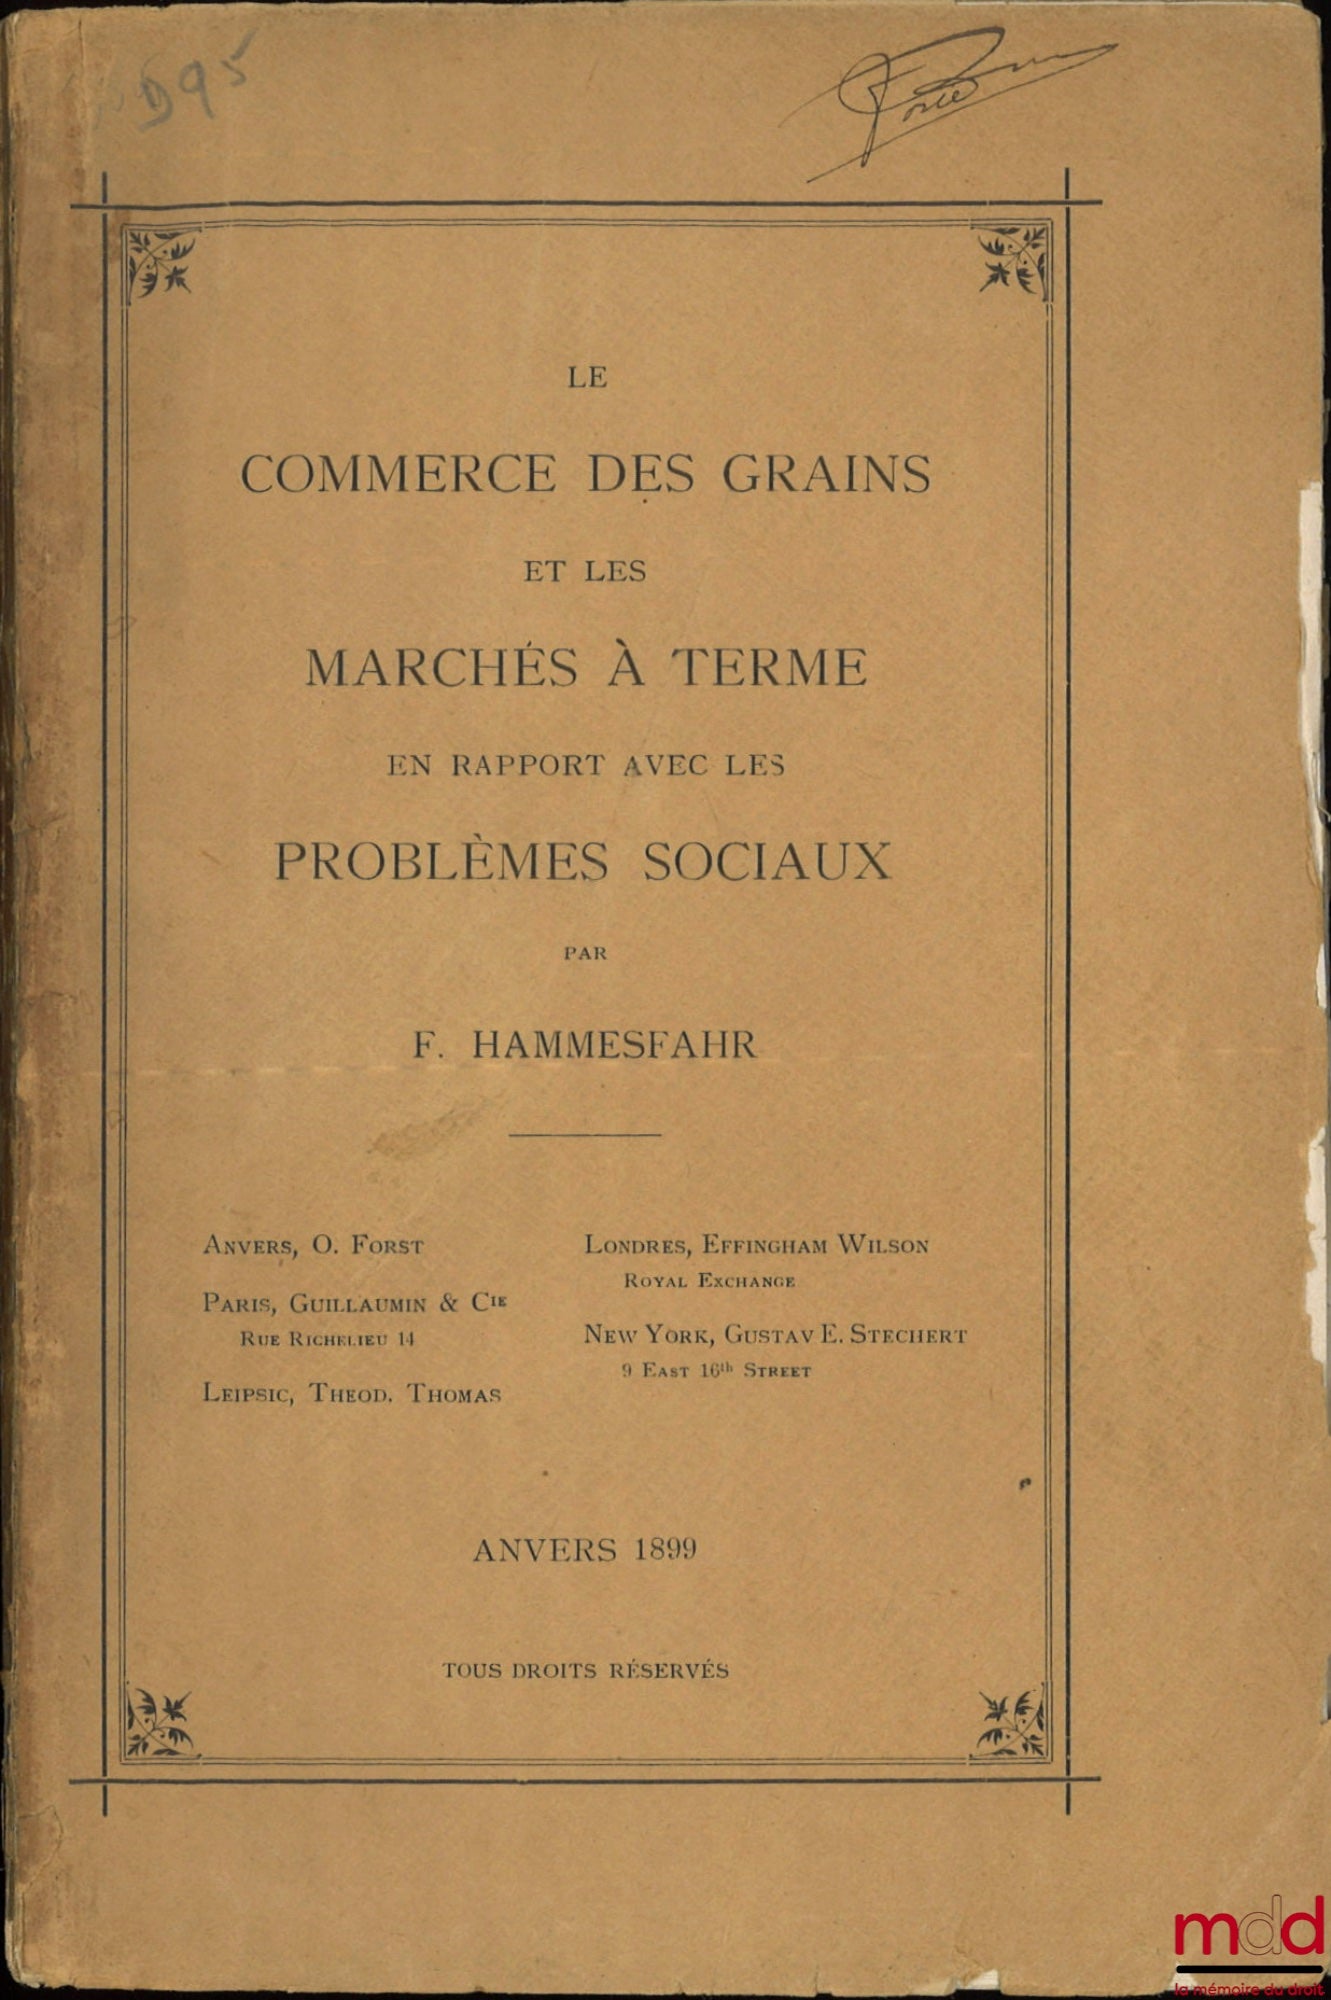 D95
LE
COMMERCE DES GRAINS
ET LES
MARCHÉS À TERME
EN RAPPORT AVEC LES
PROBLÈMES SOCIAUX
PAR
F. HAMMESFAHR
ANVERS, O. FORST
PARIS, GUILLAUMIN & CIE
RUE RICHELIEU 14
LEIPSIC, THEOD. THOMAS
LONDRES, EFFINGHAM WILSON
ROYAL EXCHANGE
NEW YORK, GUSTAV E. STECHERT
9 EAST 16th STREET
ANVERS 1899
TOUS DROITS RÉSERVÉS
mdd
la mémoire du droit